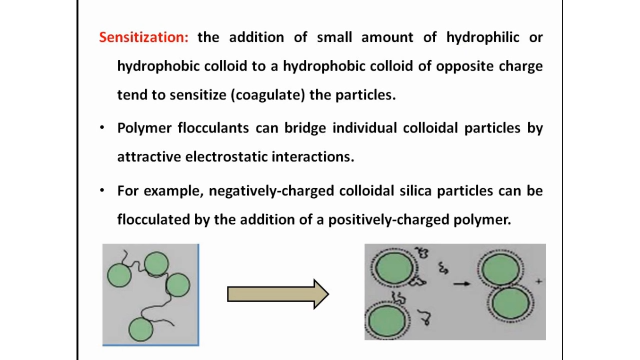 Sensitization: the addition of small amount of hydrophilic or
hydrophobic colloid to a hydrophobic colloid of opposite charge
tend to sensitize (coagulate) the particles.
• Polymer flocculants can bridge individual colloidal particles by
attractive electrostatic interactions.
• For example, negatively-charged colloidal silica particles can be
flocculated by the addition of a positively-charged polymer.
+